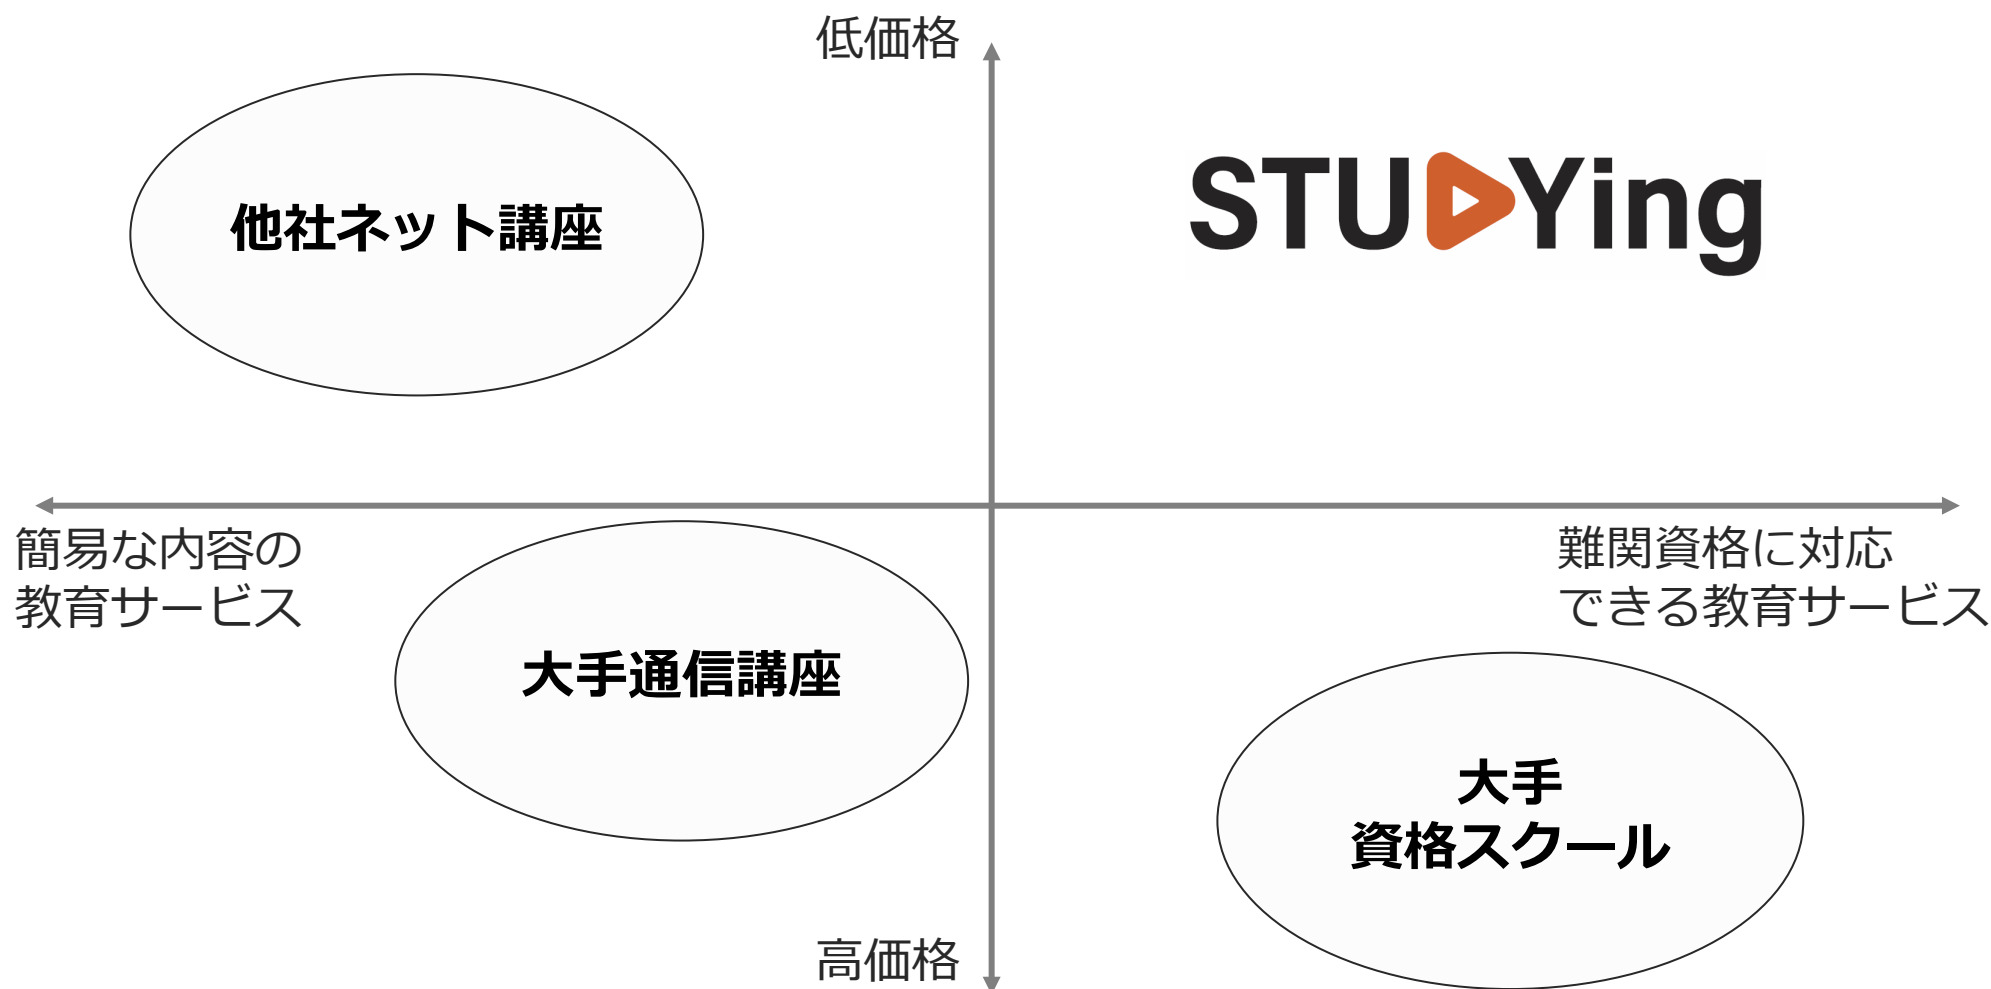 低価格
他社ネット講座
STUDYing
簡易な内容の
教育サービス
難関資格に対応
できる教育サービス
大手通信講座
大手
資格スクール
高価格